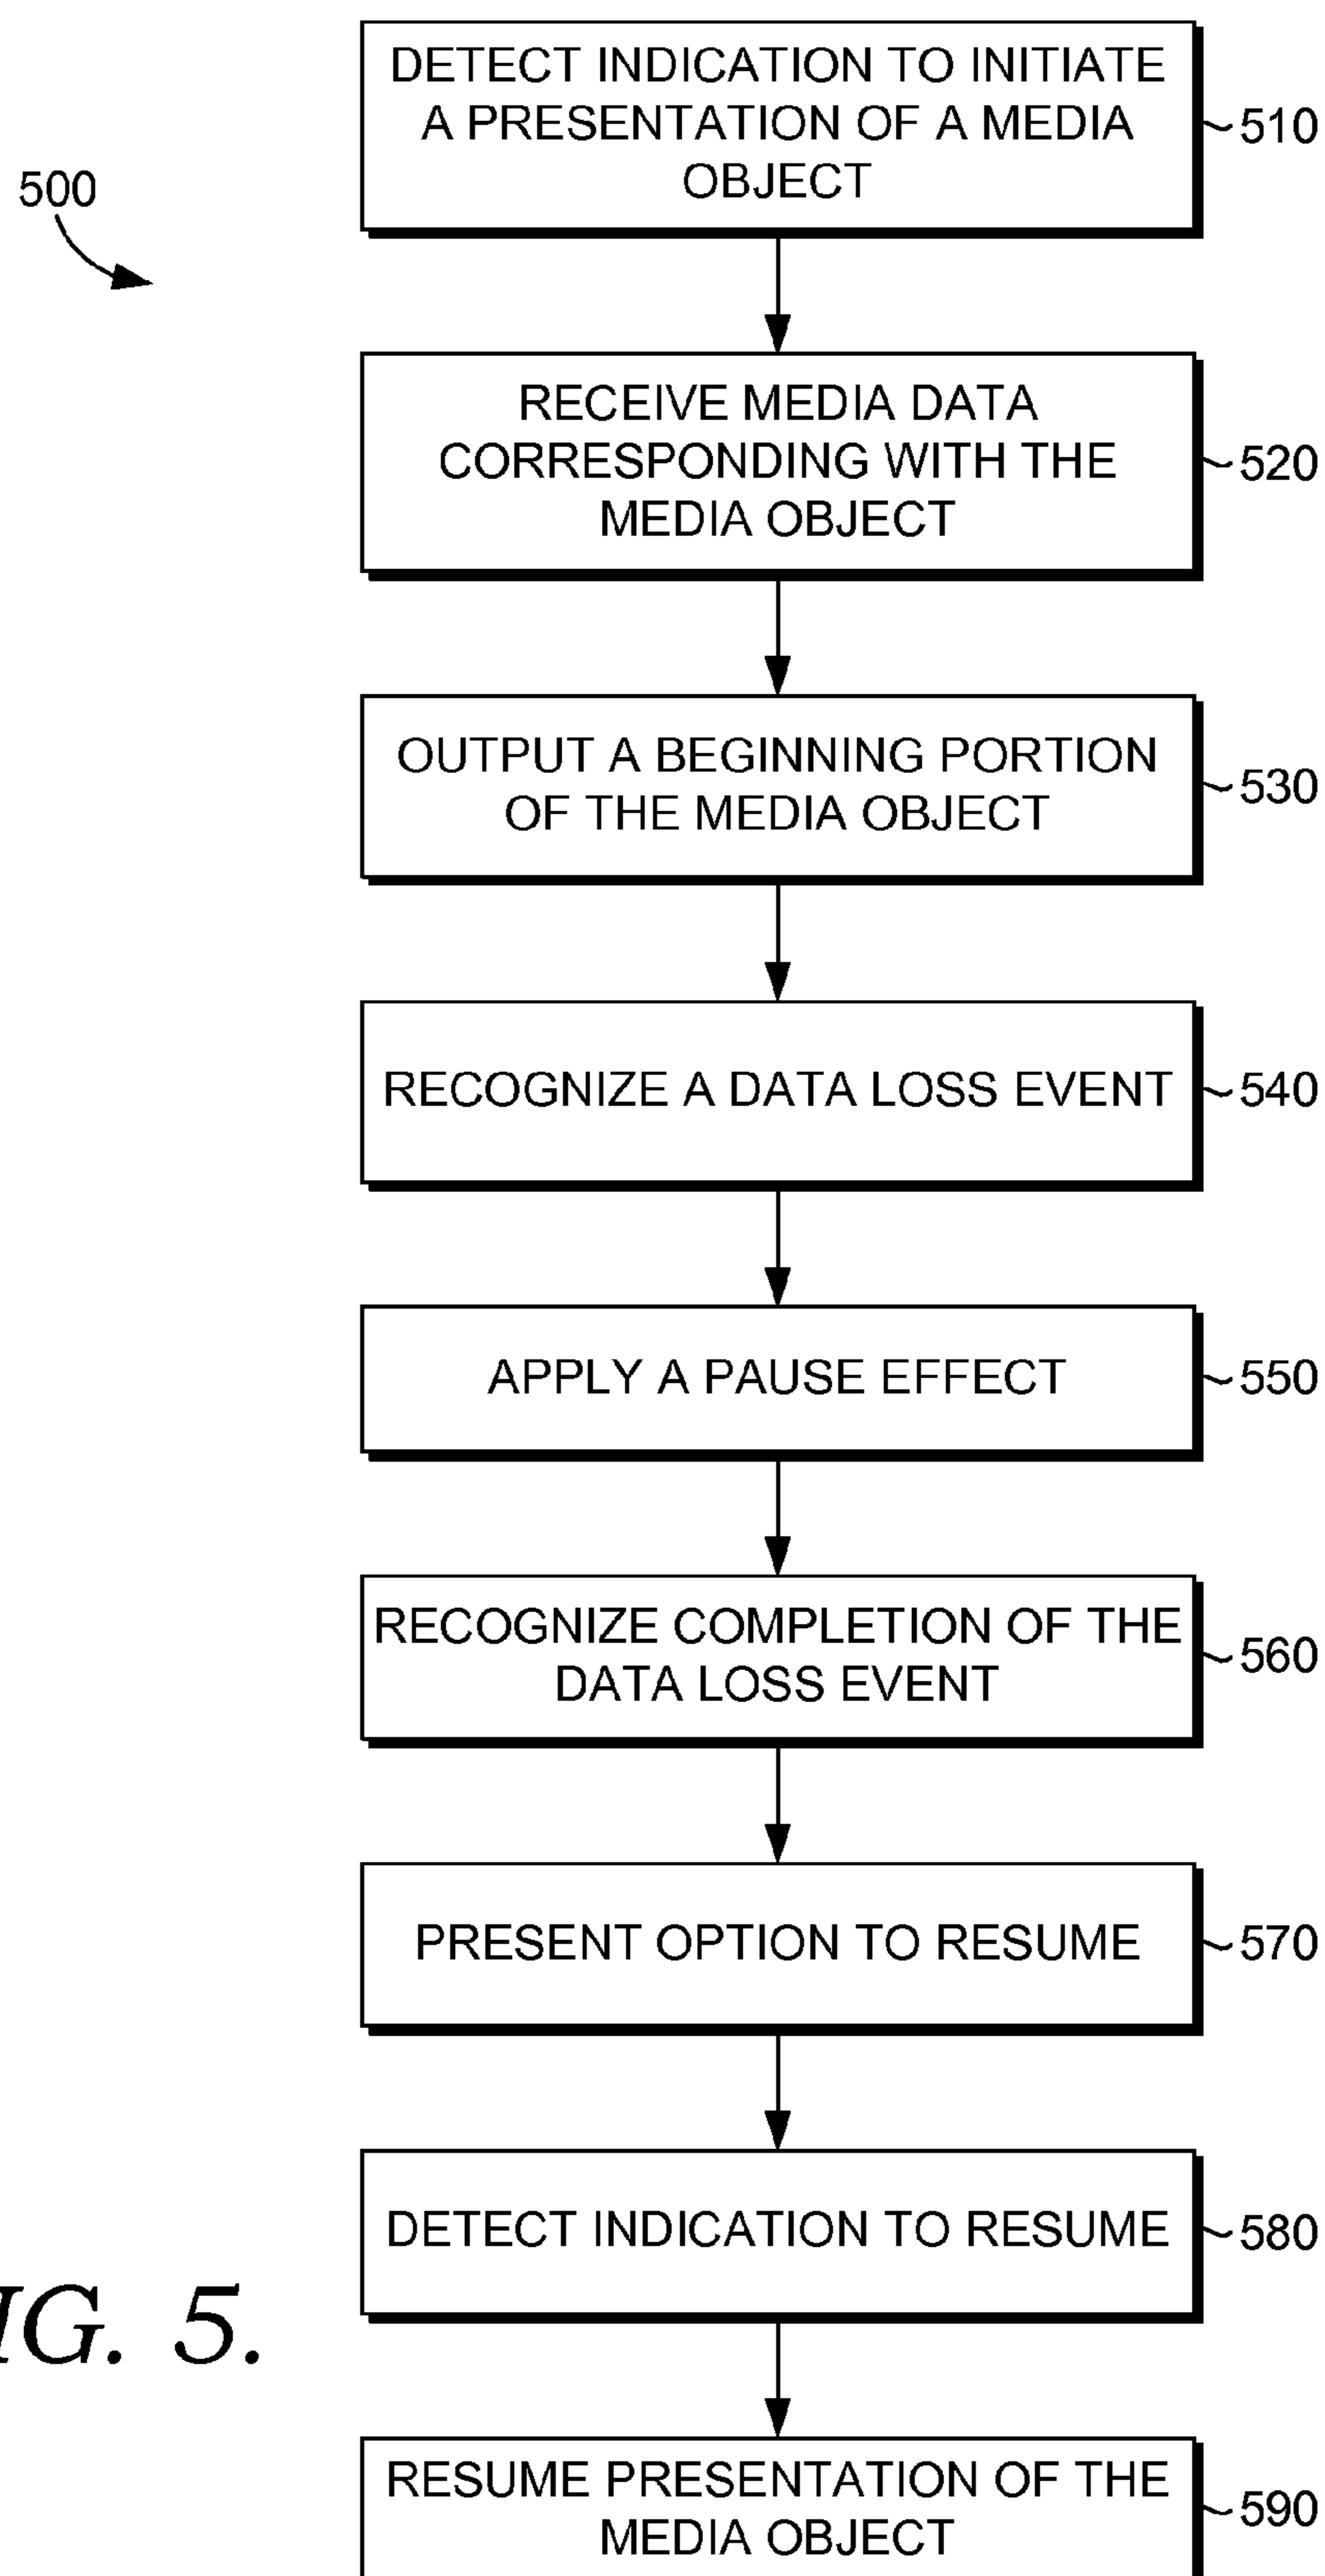 DETECT INDICATION TO INITIATE
A PRESENTATION OF A MEDIA
OBJECT
510
500
RECEIVE MEDIA DATA
CORRESPONDING WITH THE
MEDIA OBJECT
520
OUTPUT A BEGINNING PORTION
OF THE MEDIA OBJECT
530
RECOGNIZE A DATA LOSS EVENT
540
APPLY A PAUSE EFFECT
550
RECOGNIZE COMPLETION OF THE
DATA LOSS EVENT
560
PRESENT OPTION TO RESUME
570
DETECT INDICATION TO RESUME
580
IG. 5.
RESUME PRESENTATION OF THE
MEDIA OBJECT
590